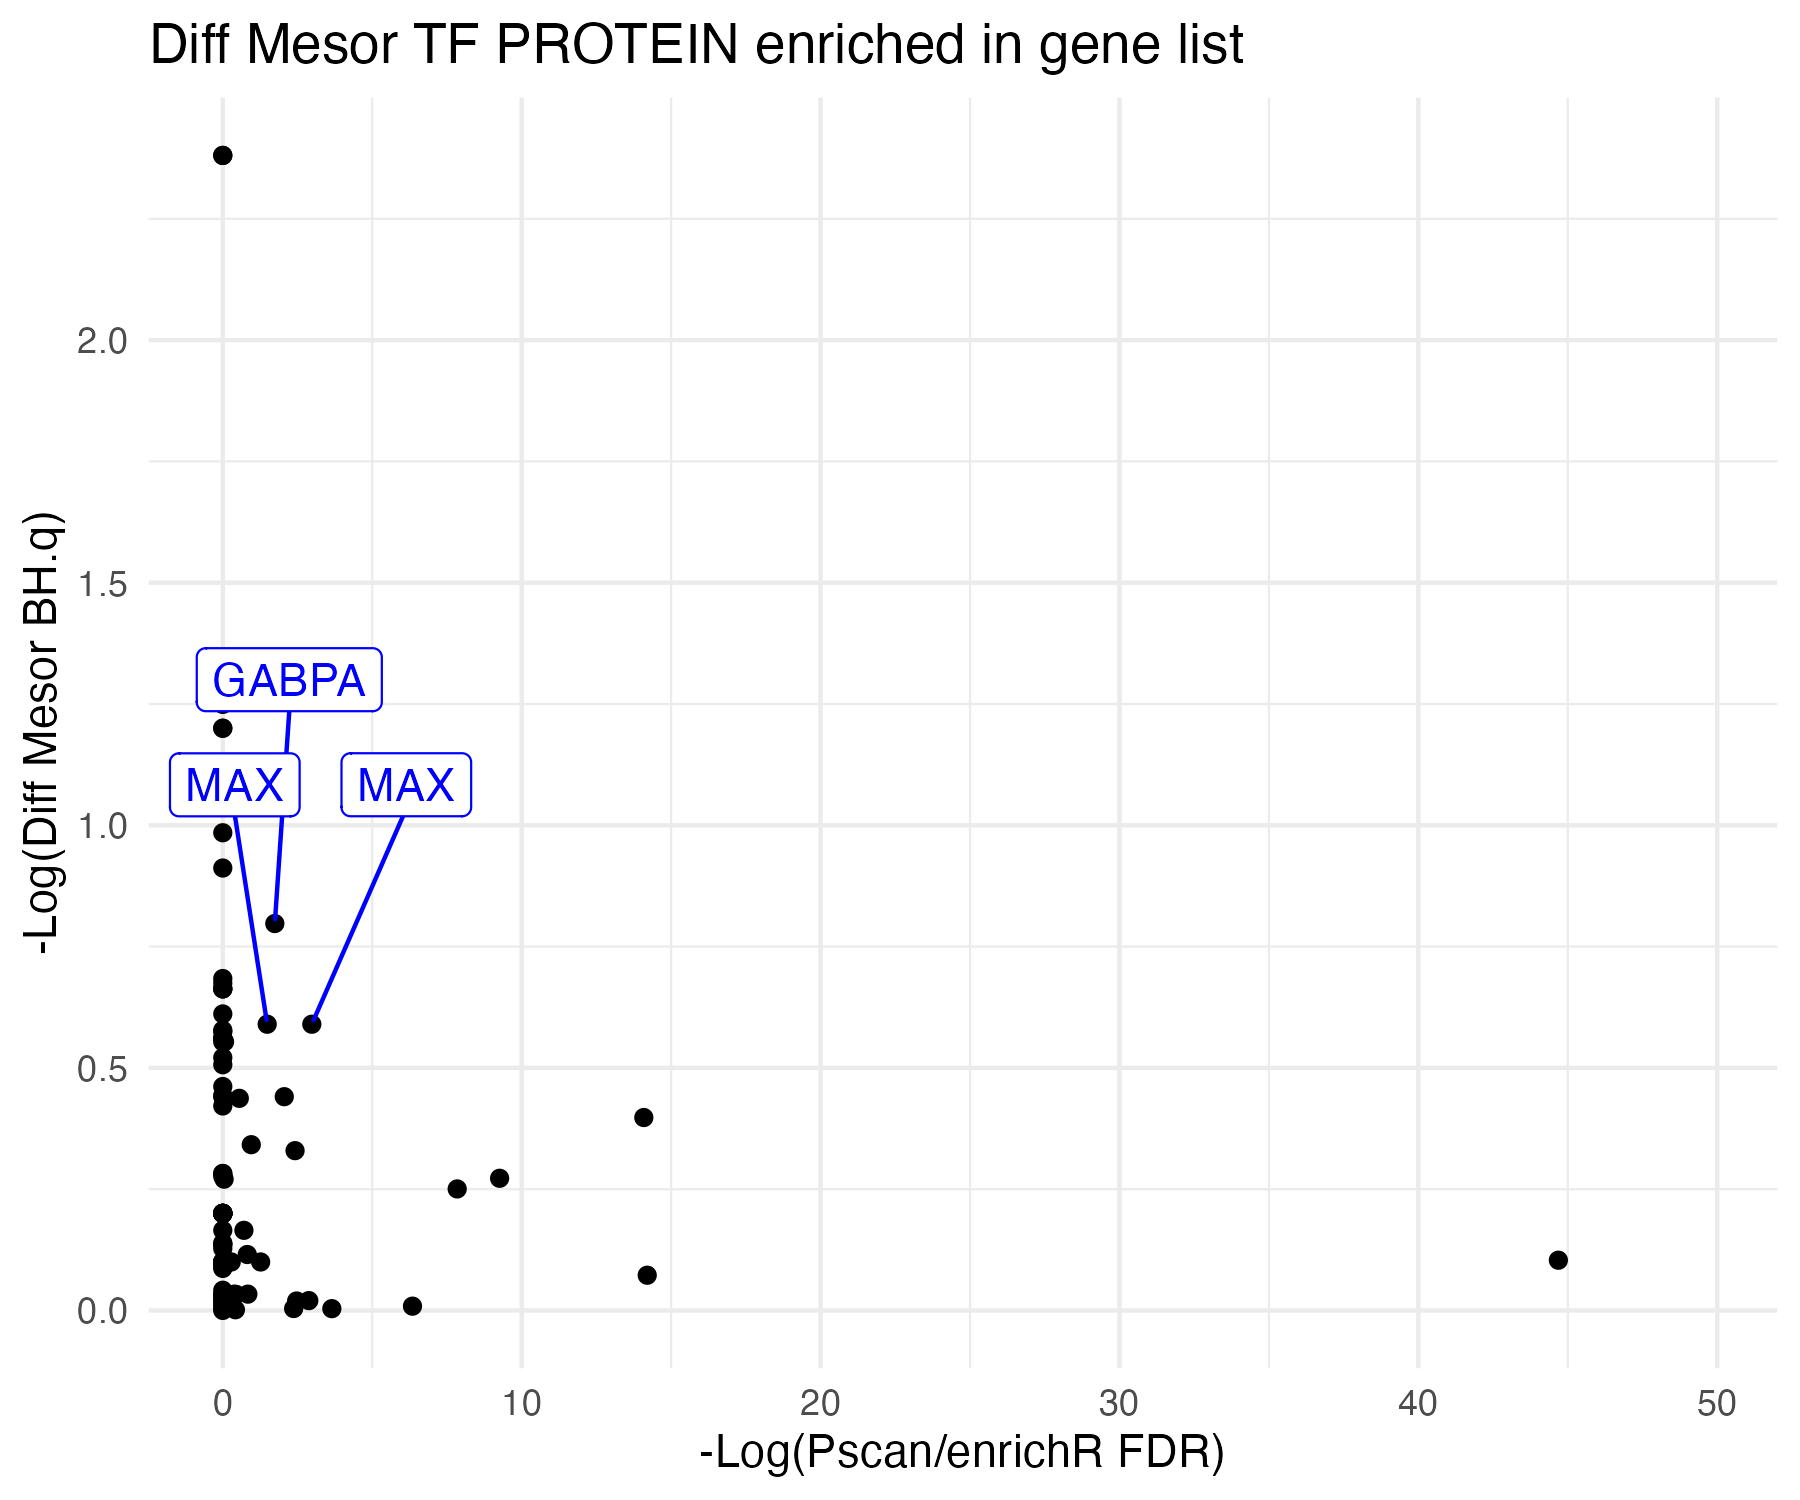 Diff Mesor TF PROTEIN enriched in gene list
-Log(Diff Mesor BH.q)
2.0
1.5
1.0
0.5
0.0
GABPA
MAX
MAX
0
10
20
30
40
50
-Log(Pscan/enrichR FDR)